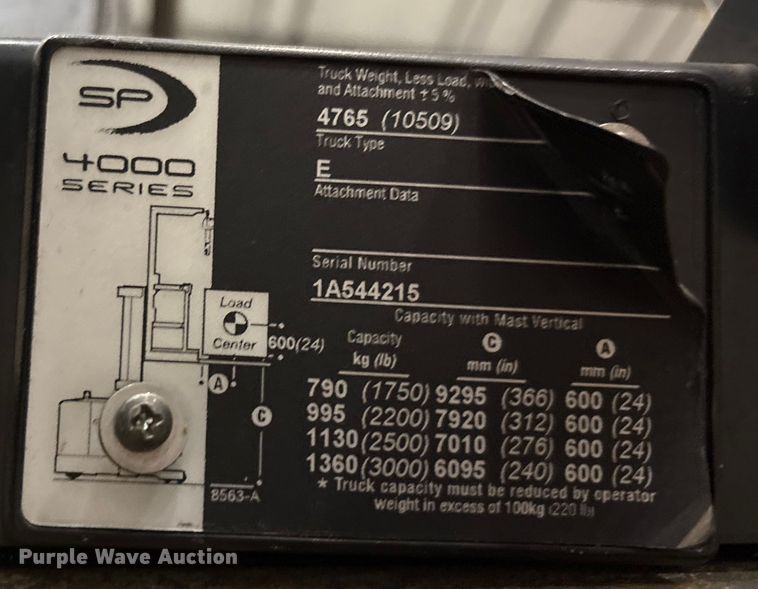 SP
4000
SERIES
Truck Weight, Less Load,
and Attachment ± 5 %
4765 (10509)
Truck Type
E
Attachment Data
Serial Number
1A544215
Capacity with Mast Vertical
Load
Center
600(24)
A
C
8563-A
Capacity C A
kg (lb) mm (in) mm (in)
790 (1750) 9295 (366) 600 (24)
995 (2200) 7920 (312) 600 (24)
1130 (2500) 7010 (276) 600 (24)
1360 (3000) 6095 (240) 600 (24)
* Truck capacity must be reduced by operator
weight in excess of 100kg (220 lb)
Purple Wave Auction